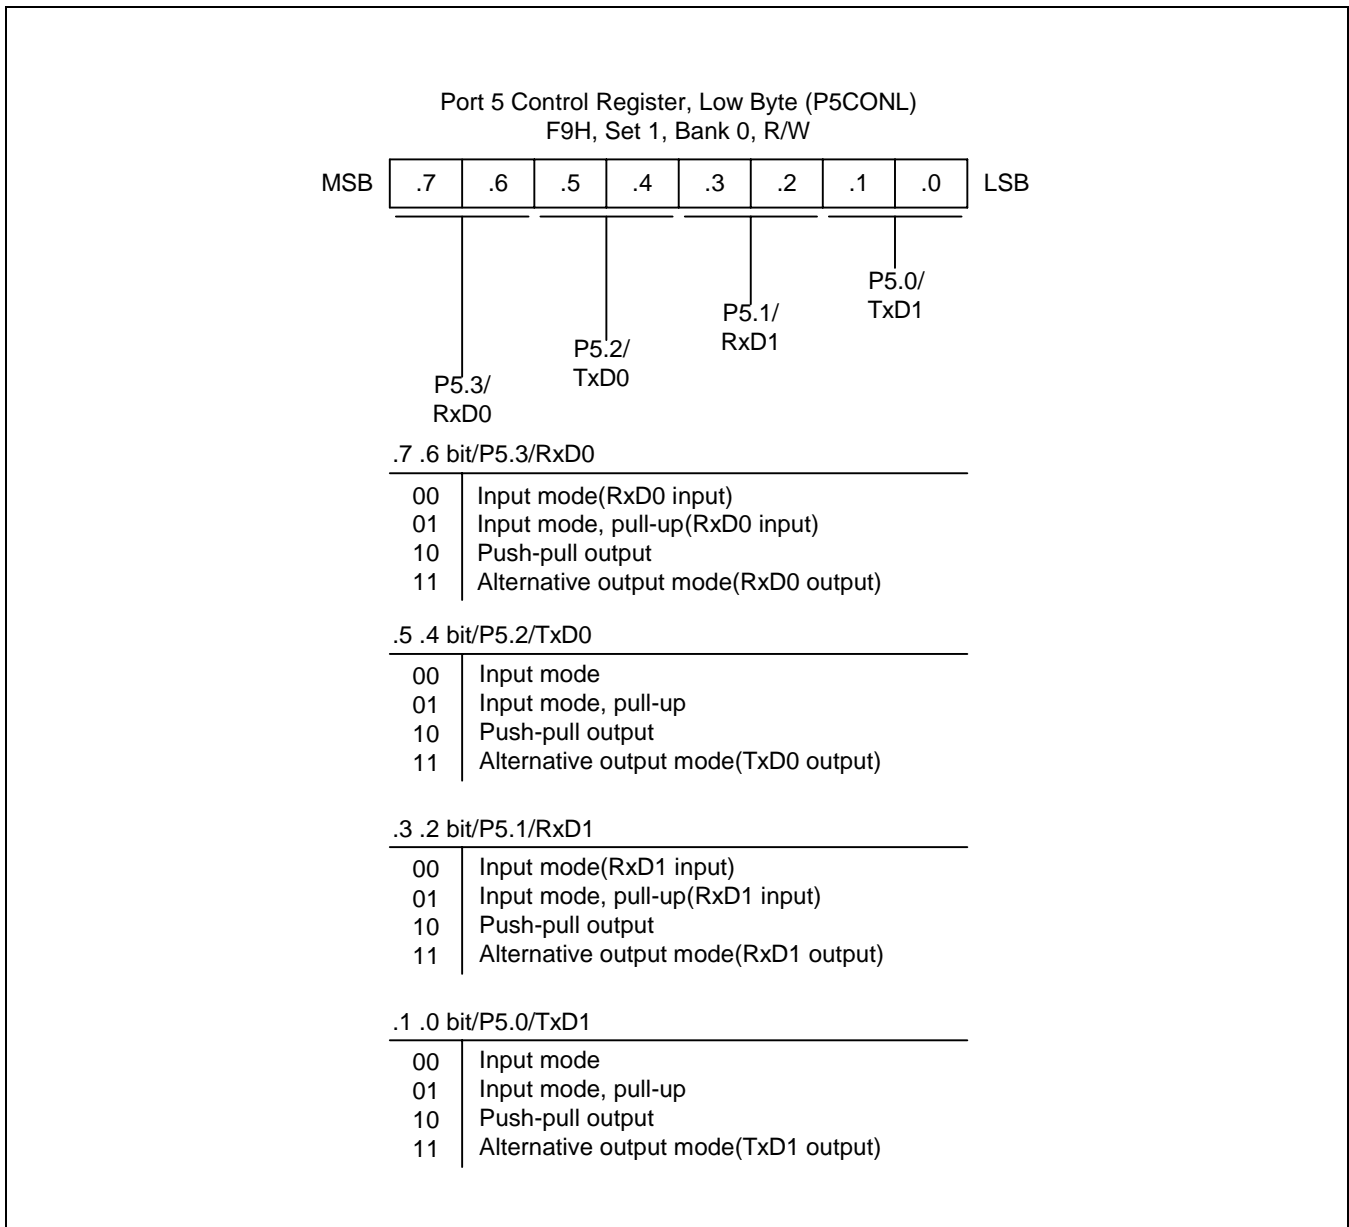 Port 5 Control Register, Low Byte (P5CONL)
F9H, Set 1, Bank 0, R/W
MSB .7 .6 .5 .4 .3 .2 .1 .0 LSB
P5.0/
TxD1
P5.1/
RxD1
P5.2/
TxD0
P5.3/
RxD0
.7 .6 bit/P5.3/RxD0
00 Input mode(RxD0 input)
01 Input mode, pull-up(RxD0 input)
10 Push-pull output
11 Alternative output mode(RxD0 output)
.5 .4 bit/P5.2/TxD0
00 Input mode
01 Input mode, pull-up
10 Push-pull output
11 Alternative output mode(TxD0 output)
.3 .2 bit/P5.1/RxD1
00 Input mode(RxD1 input)
01 Input mode, pull-up(RxD1 input)
10 Push-pull output
11 Alternative output mode(RxD1 output)
.1 .0 bit/P5.0/TxD1
00 Input mode
01 Input mode, pull-up
10 Push-pull output
11 Alternative output mode(TxD1 output)